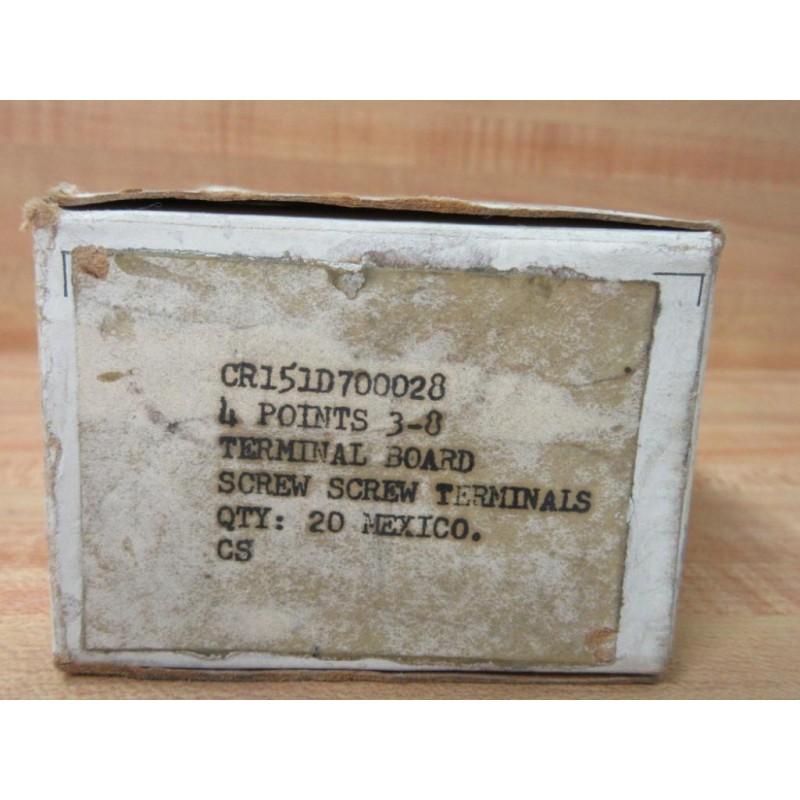 CR151D700028
4 POINTS 3-8
TERMINAL BOARD
SCREW SCREW TERMINALS
QTY: 20 MEXICO.
CS